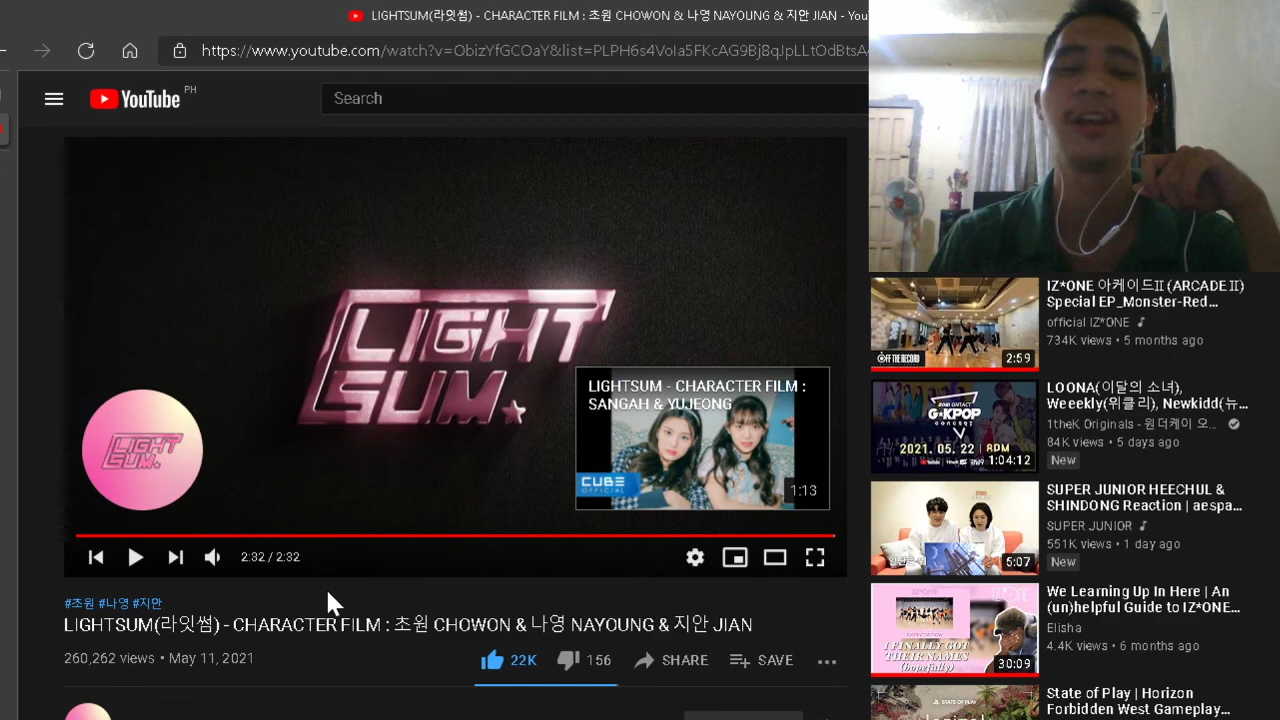 LIGHTSUM(라잇썸) - CHARACTER FILM : 초원 CHOWON & 나영 NAYOUNG & 지안 JIAN - You
https://www.youtube.com/watch?v=ObizYfGCOaY&list=PLPH6s4VoIa5FKcAG9Bj8qJpLLtOdBtsA
YouTube PH
Search
LIGHT
SUM
LIGHT
SUM
LIGHTSUM - CHARACTER FILM :
SANGAH & YUJEONG
CUBE
OFFICIAL
1:13
2:32 / 2:32
#초원 #나영 #지안
LIGHTSUM(라잇썸) - CHARACTER FILM : 초원 CHOWON & 나영 NAYOUNG & 지안 JIAN
260,262 views • May 11, 2021
22K 156 SHARE SAVE
OFF THE RECORD
2:59
IZ*ONE 아케이드Ⅱ (ARCADEⅡ)
Special EP_Monster-Red...
official IZ*ONE
734K views • 5 months ago
G★KPOP
CONCERT
2021. 05. 22 | 8PM
1:04:12
LOONA(이달의 소녀),
Weeekly(위클리), Newkidd(뉴...
1theK Originals - 원더케이 오...
84K views • 5 days ago
New
5:07
SUPER JUNIOR HEECHUL &
SHINDONG Reaction | aespa...
SUPER JUNIOR
551K views • 1 day ago
New
IZ*ONE
I FINALLY GOT
THEIR NAMES
(hopefully)
30:09
We Learning Up In Here | An
(un)helpful Guide to IZ*ONE...
Elisha
4.4K views • 6 months ago
STATE OF PLAY
State of Play | Horizon
Forbidden West Gameplay...